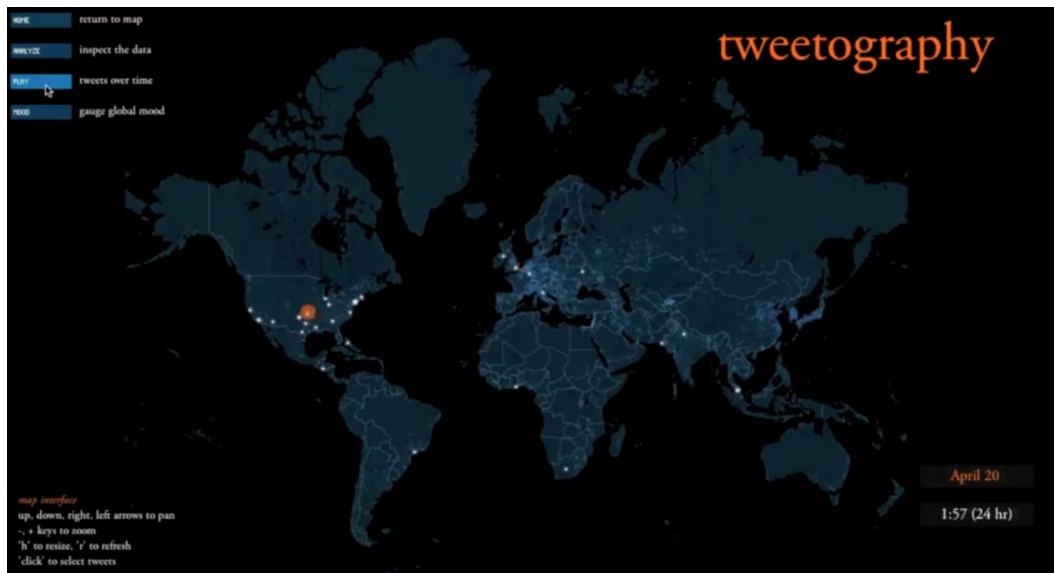 HOME return to map
tweetography
ANALYZE inspect the data
PLAY tweets over time
MOOD gauge global mood
April 20
1:57 (24 hr)
map interface
up, down, right, left arrows to pan
-, + keys to zoom
'h' to resize, 'r' to refresh
'click' to select tweets